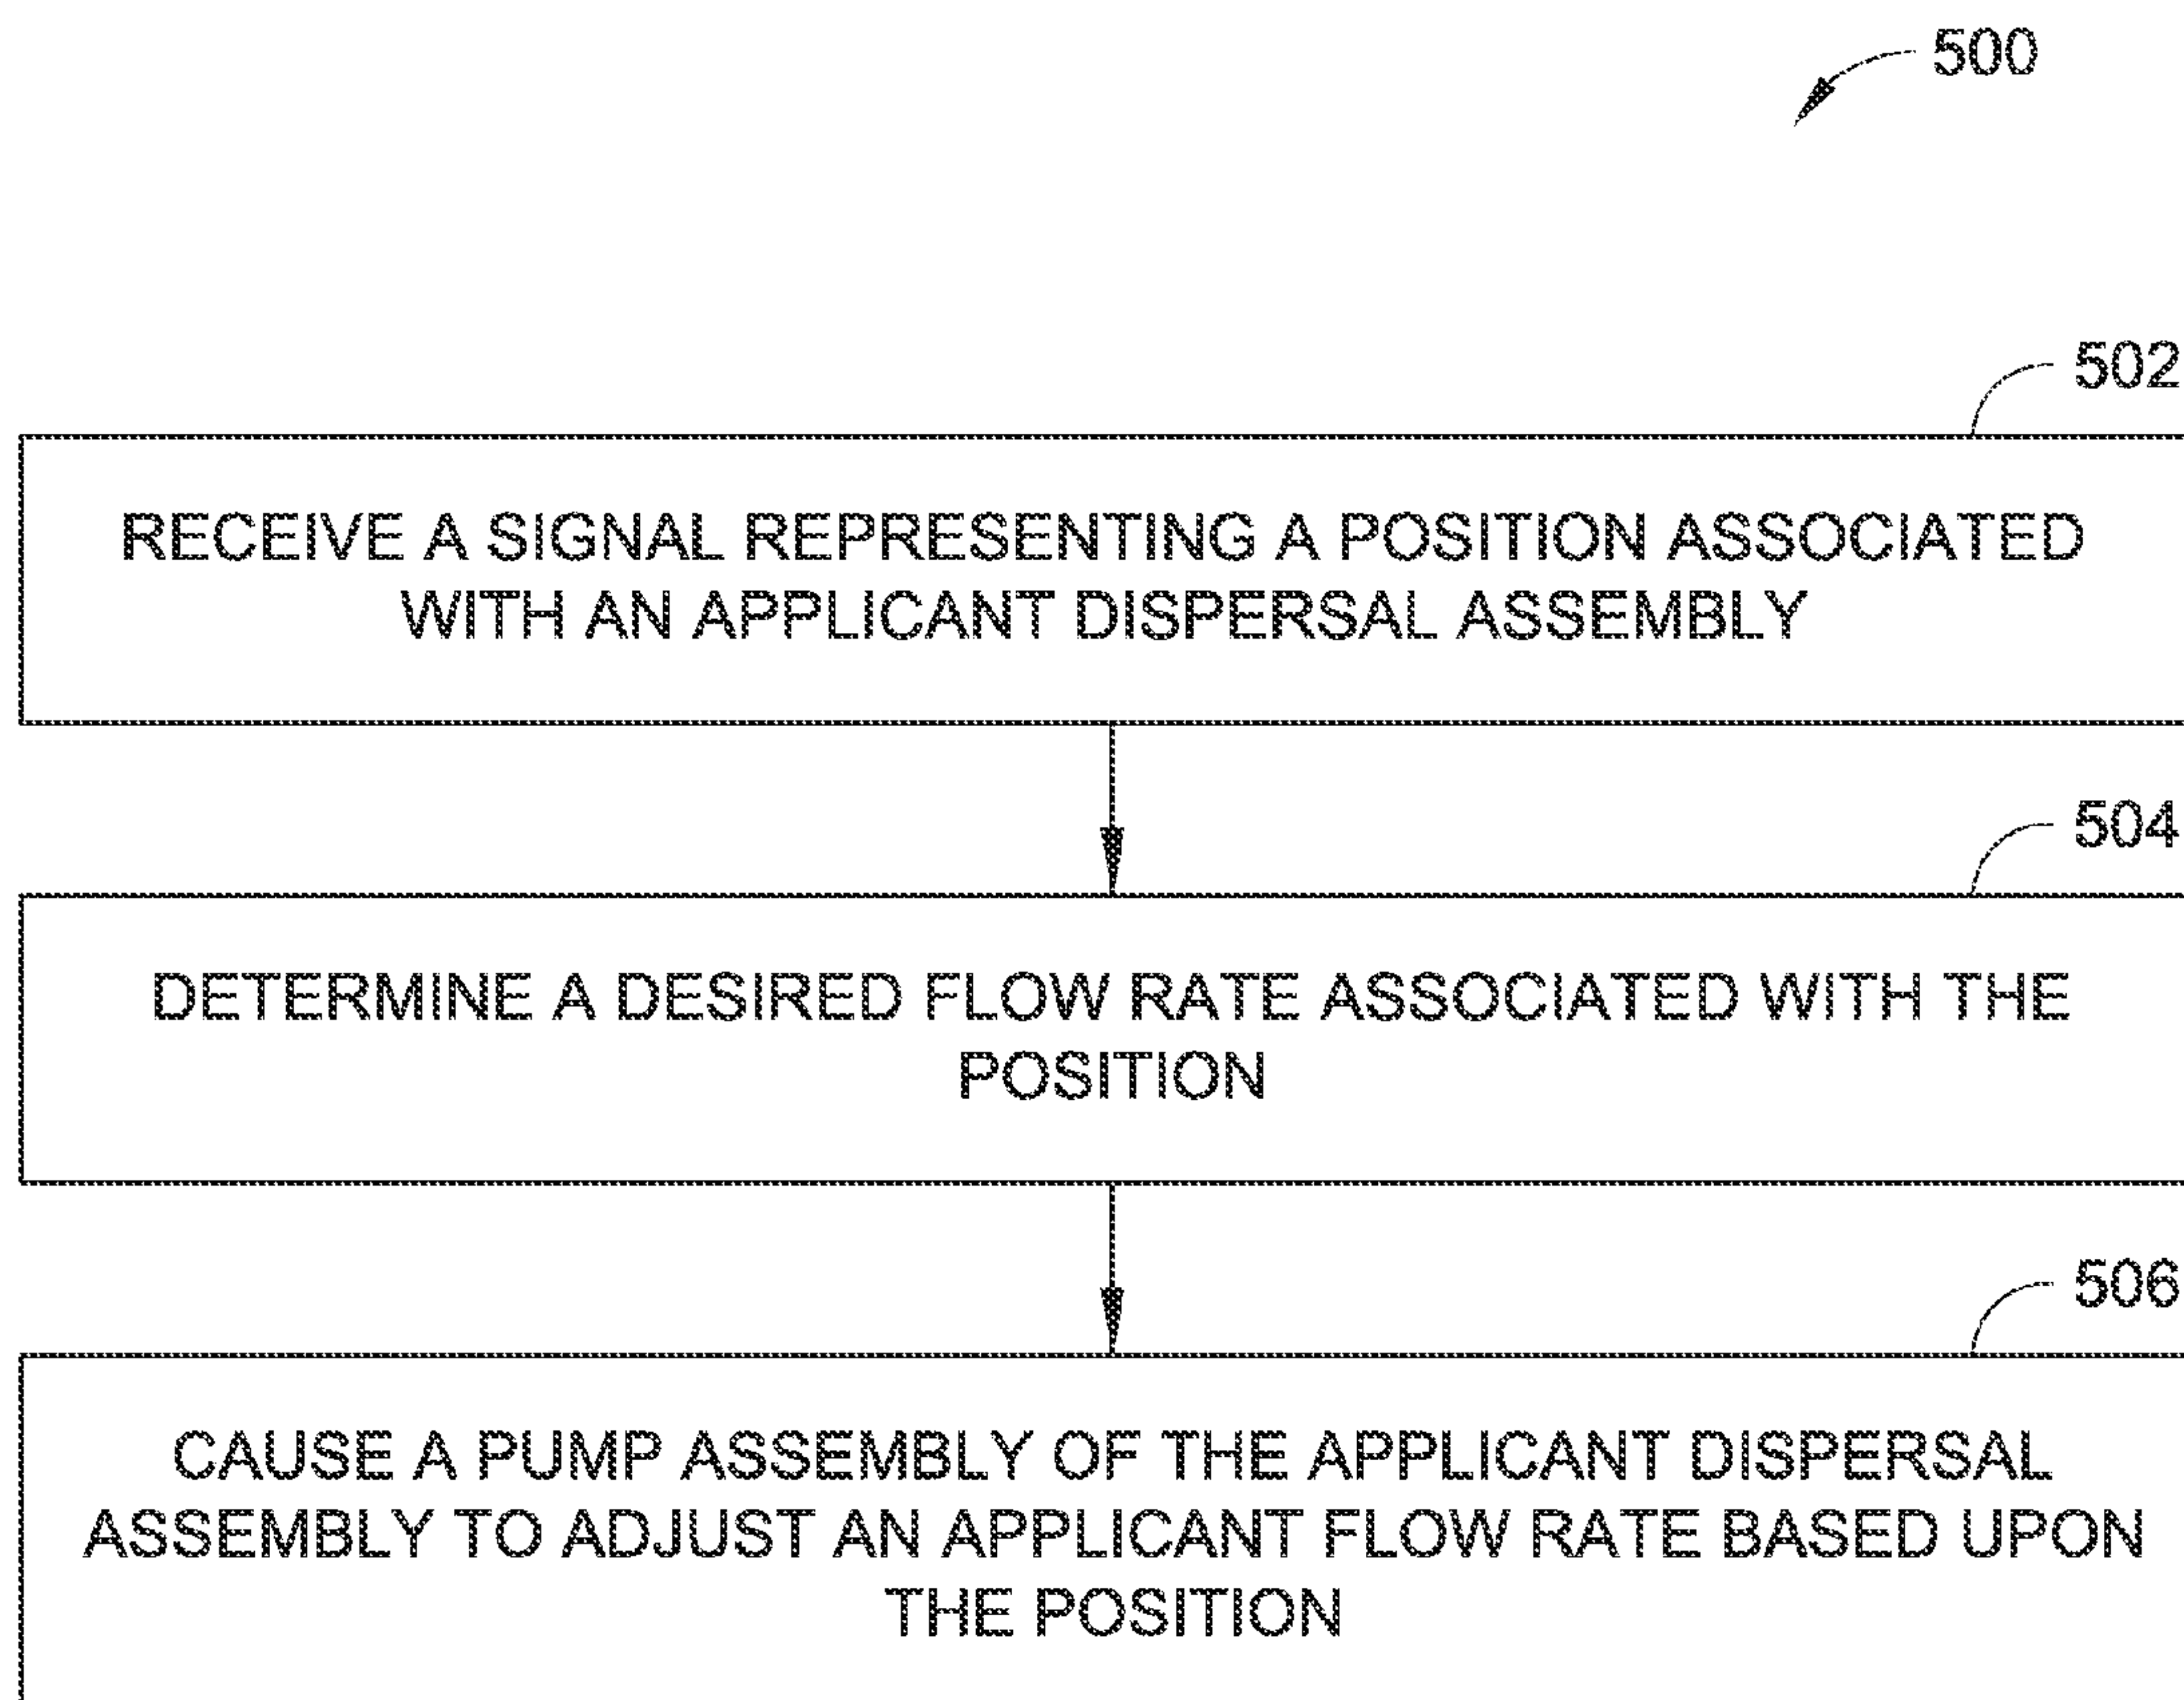 500
502
RECEIVE A SIGNAL REPRESENTING A POSITION ASSOCIATED
WITH AN APPLICANT DISPERSAL ASSEMBLY
504
DETERMINE A DESIRED FLOW RATE ASSOCIATED WITH THE
POSITION
506
CAUSE A PUMP ASSEMBLY OF THE APPLICANT DISPERSAL
ASSEMBLY TO ADJUST AN APPLICANT FLOW RATE BASED UPON
THE POSITION